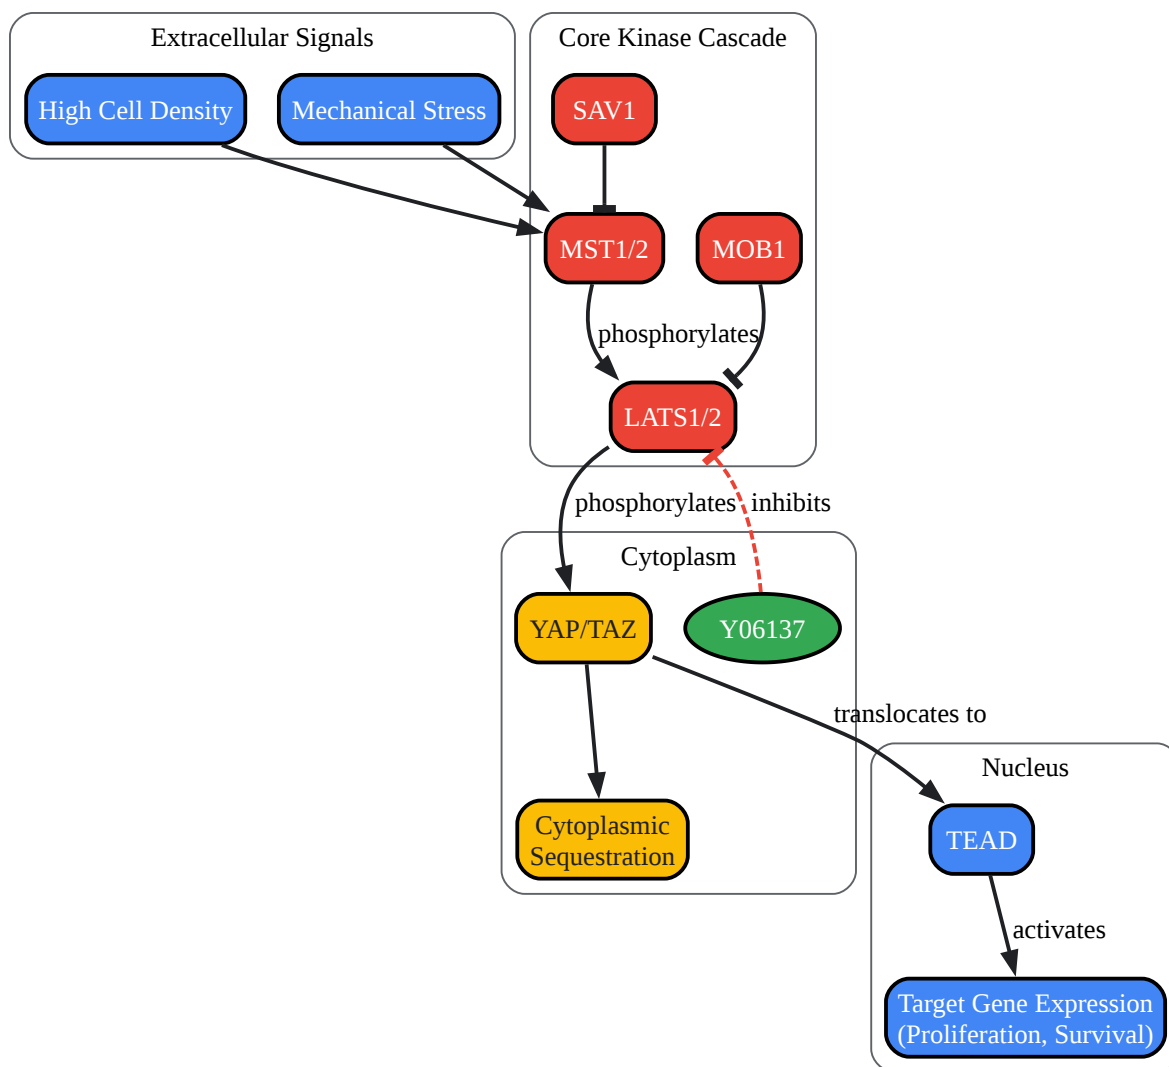 Extracellular Signals
Core Kinase Cascade
High Cell Density
Mechanical Stress
SAV1
MST1/2
MOB1
phosphorylates
LATS1/2
phosphorylates
inhibits
Cytoplasm
YAP/TAZ
Y06137
translocates to
Nucleus
Cytoplasmic
Sequestration
TEAD
activates
Target Gene Expression
(Proliferation, Survival)